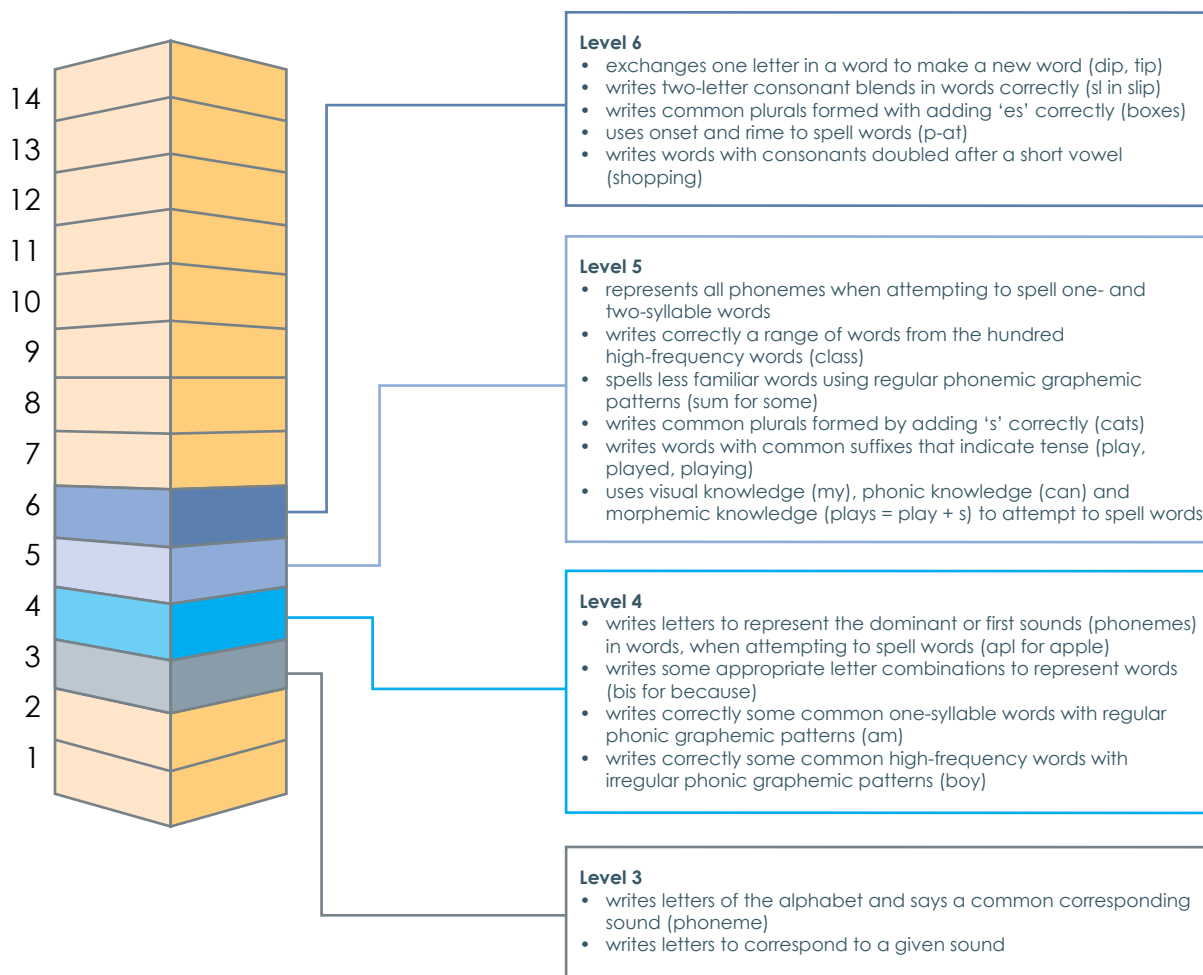 14
13
12
11
10
9
8
7
6
5
4
3
2
1
Level 6
• exchanges one letter in a word to make a new word (dip, tip)
• writes two-letter consonant blends in words correctly (sl in slip)
• writes common plurals formed with adding ‘es’ correctly (boxes)
• uses onset and rime to spell words (p-at)
• writes words with consonants doubled after a short vowel
(shopping)
Level 5
• represents all phonemes when attempting to spell one- and
two-syllable words
• writes correctly a range of words from the hundred
high-frequency words (class)
• spells less familiar words using regular phonemic graphemic
patterns (sum for some)
• writes common plurals formed by adding ‘s’ correctly (cats)
• writes words with common suffixes that indicate tense (play,
played, playing)
• uses visual knowledge (my), phonic knowledge (can) and
morphemic knowledge (plays = play + s) to attempt to spell words
Level 4
• writes letters to represent the dominant or first sounds (phonemes)
in words, when attempting to spell words (apl for apple)
• writes some appropriate letter combinations to represent words
(bis for because)
• writes correctly some common one-syllable words with regular
phonic graphemic patterns (am)
• writes correctly some common high-frequency words with
irregular phonic graphemic patterns (boy)
Level 3
• writes letters of the alphabet and says a common corresponding
sound (phoneme)
• writes letters to correspond to a given sound